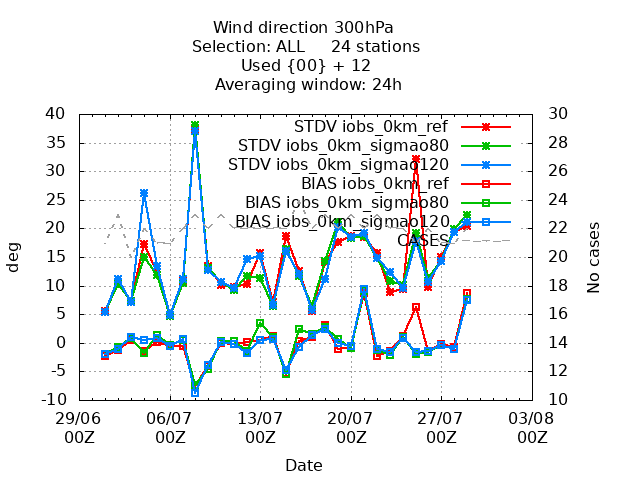 Wind direction 300hPa
Selection: ALL 24 stations
Used {00} + 12
Averaging window: 24h
40 30
35 28
30 26
25 24
20 22
15 20
10 18
5 16
0 14
-5 12
-10 10
deg
No cases
STDV iobs_0km_ref
STDV iobs_0km_sigmao80
STDV iobs_0km_sigmao120
BIAS iobs_0km_ref
BIAS iobs_0km_sigmao80
BIAS iobs_0km_sigmao120
CASES
29/06 06/07 13/07 20/07 27/07 03/08
00Z 00Z 00Z 00Z 00Z 00Z
Date